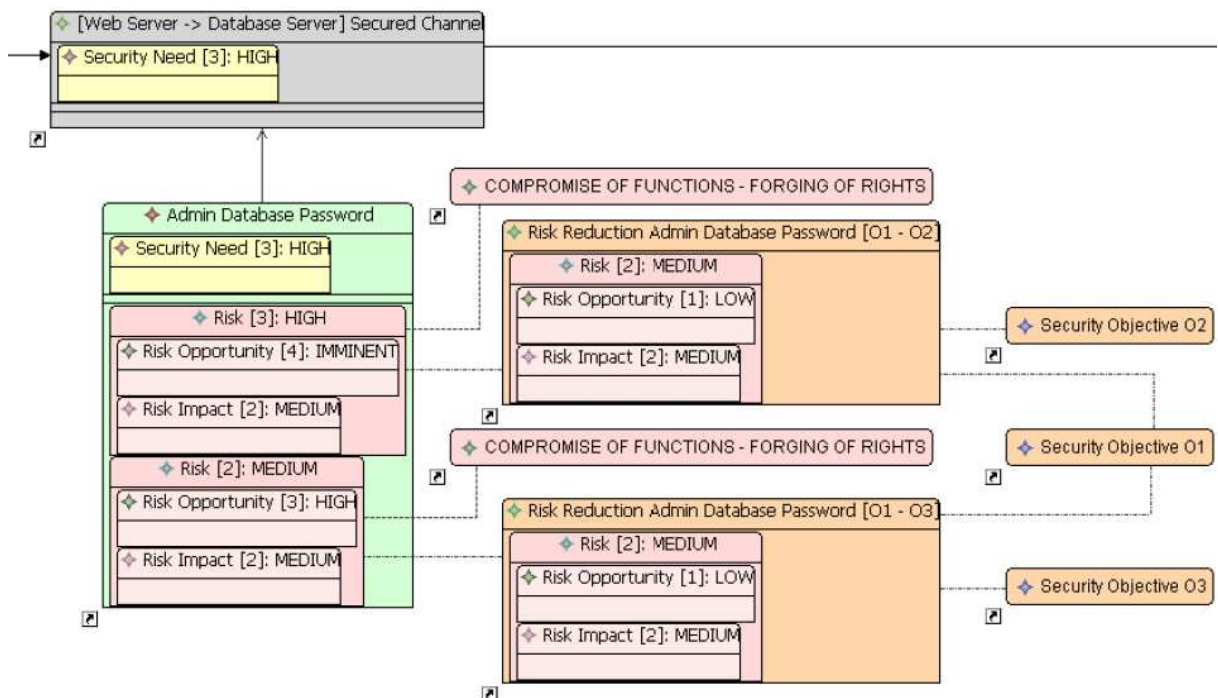 [Web Server -> Database Server] Secured Channel
Security Need [3]: HIGH
Admin Database Password
Security Need [3]: HIGH
Risk [3]: HIGH
Risk Opportunity [4]: IMMINENT
Risk Impact [2]: MEDIUM
Risk [2]: MEDIUM
Risk Opportunity [3]: HIGH
Risk Impact [2]: MEDIUM
COMPROMISE OF FUNCTIONS - FORGING OF RIGHTS
Risk Reduction Admin Database Password [O1 - O2]
Risk [2]: MEDIUM
Risk Opportunity [1]: LOW
Risk Impact [2]: MEDIUM
COMPROMISE OF FUNCTIONS - FORGING OF RIGHTS
Risk Reduction Admin Database Password [O1 - O3]
Risk [2]: MEDIUM
Risk Opportunity [1]: LOW
Risk Impact [2]: MEDIUM
Security Objective O2
Security Objective O1
Security Objective O3